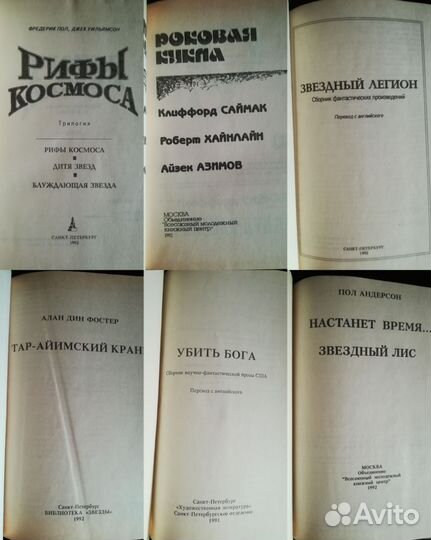 ФРЕДЕРИК ПОЛ, ДЖЕК УИЛЬЯМСОН
РИФЫ
КОСМОСА
Трилогия
РИФЫ КОСМОСА
ДИТЯ ЗВЕЗД
БЛУЖДАЮЩАЯ ЗВЕЗДА
САНКТ-ПЕТЕРБУРГ
1992
РОКОВАЯ
КУКЛА
Клиффорд САЙМАК
Роберт ХАЙНЛАЙН
Айзек АЗИМОВ
МОСКВА
Объединение
"Всесоюзный молодежный
книжный центр"
1992
ЗВЕЗДНЫЙ ЛЕГИОН
Сборник фантастических произведений
Перевод с английского
САНКТ-ПЕТЕРБУРГ
1992
АЛАН ДИН ФОСТЕР
ТАР-АЙИМСКИЙ КРАН
Санкт-Петербург
БИБЛИОТЕКА «ЗВЕЗДЫ»
1992
УБИТЬ БОГА
Сборник научно-фантастической прозы США
Перевод с английского
Санкт-Петербург
«Художественная литература»
Санкт-Петербургское отделение
1991
ПОЛ АНДЕРСОН
НАСТАНЕТ ВРЕМЯ...
ЗВЕЗДНЫЙ ЛИС
МОСКВА
Объединение
"Всесоюзный молодежный
книжный центр"
1992
Avito